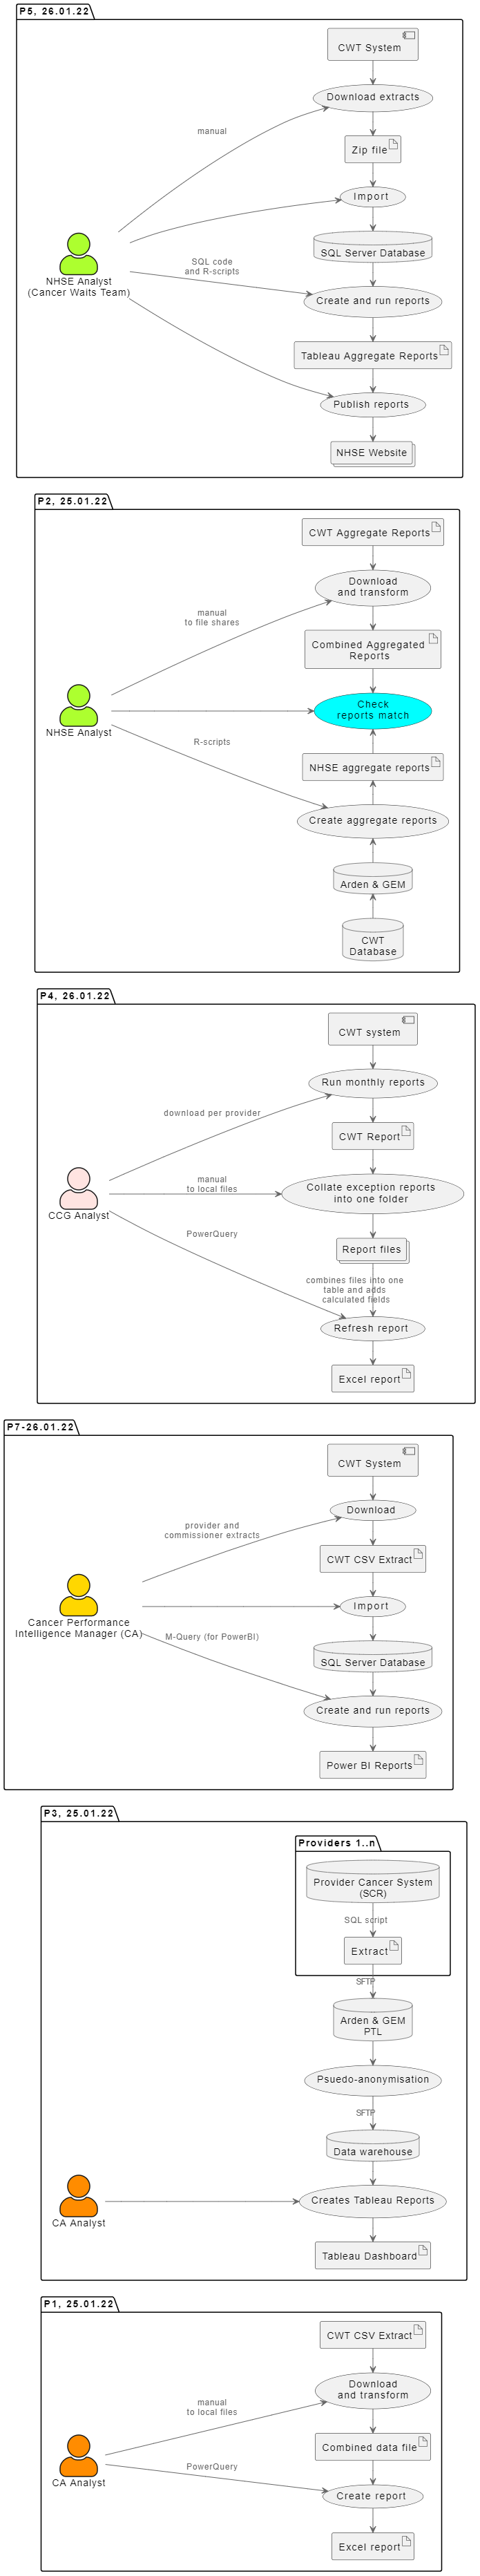 P5, 26.01.22
CWT System
Download extracts
manual
Zip file
Import
SQL Server Database
NHSE Analyst
(Cancer Waits Team)
SQL code
and R-scripts
Create and run reports
Tableau Aggregate Reports
Publish reports
NHSE Website
P2, 25.01.22
CWT Aggregate Reports
Download
and transform
manual
to file shares
Combined Aggregated
Reports
Check
reports match
NHSE Analyst
R-scripts
NHSE aggregate reports
Create aggregate reports
Arden & GEM
CWT
Database
P4, 26.01.22
CWT system
Run monthly reports
download per provider
CWT Report
manual
to local files
Collate exception reports
into one folder
CCG Analyst
PowerQuery
Report files
combines files into one
table and adds
calculated fields
Refresh report
Excel report
P7-26.01.22
CWT System
Download
provider and
commissioner extracts
CWT CSV Extract
Import
Cancer Performance
Intelligence Manager (CA)
M-Query (for PowerBI)
SQL Server Database
Create and run reports
Power BI Reports
P3, 25.01.22
Providers 1..n
Provider Cancer System
(SCR)
SQL script
Extract
SFTP
Arden & GEM
PTL
Psuedo-anonymisation
SFTP
Data warehouse
Creates Tableau Reports
CA Analyst
Tableau Dashboard
P1, 25.01.22
CWT CSV Extract
Download
and transform
manual
to local files
Combined data file
CA Analyst
PowerQuery
Create report
Excel report